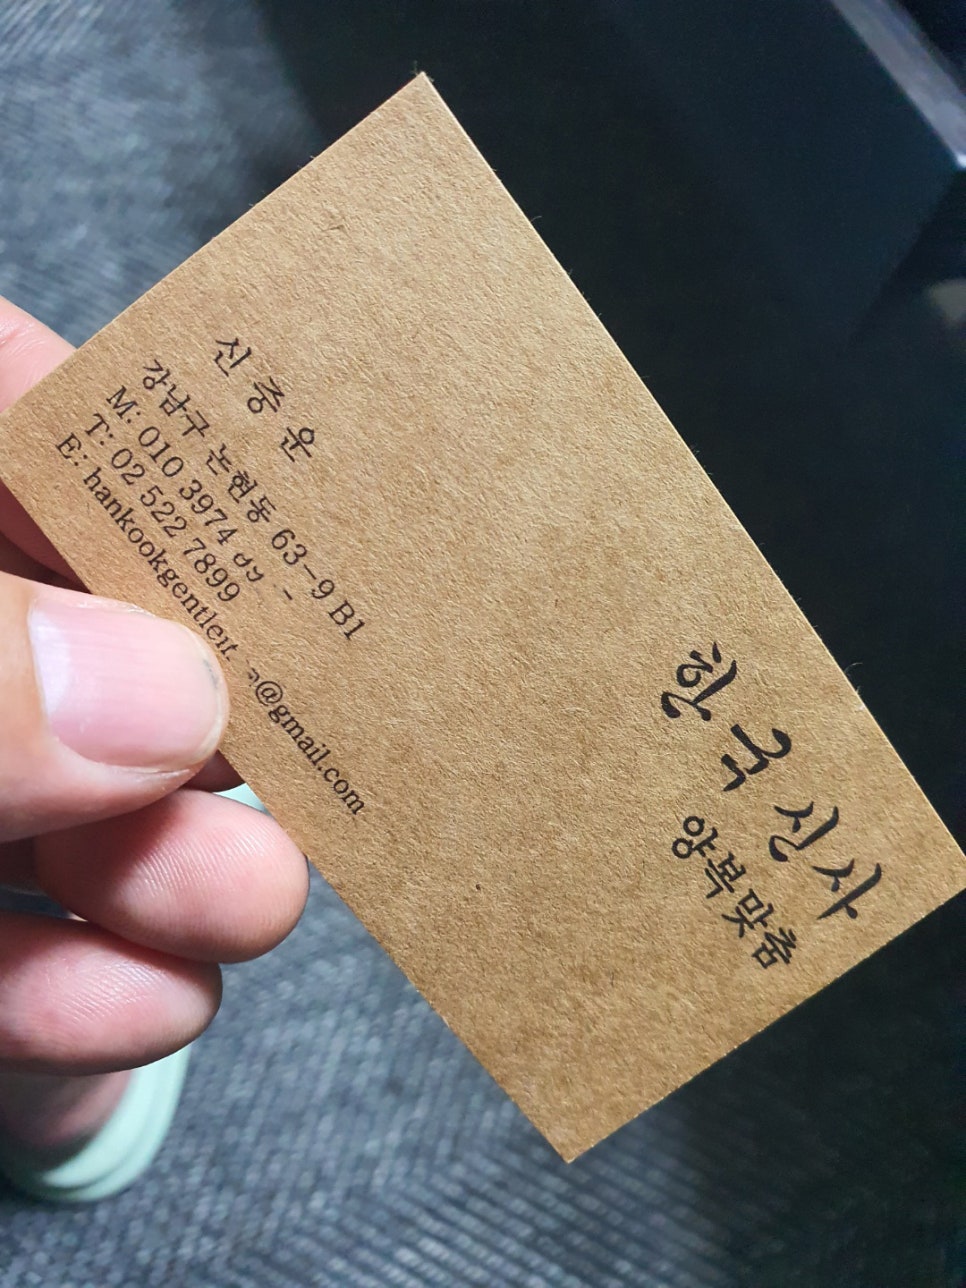 신중운
강남구 논현동 63-9 B1
M: 010 3974
T: 02 522 7899
E:
한국신사
양복맞춤